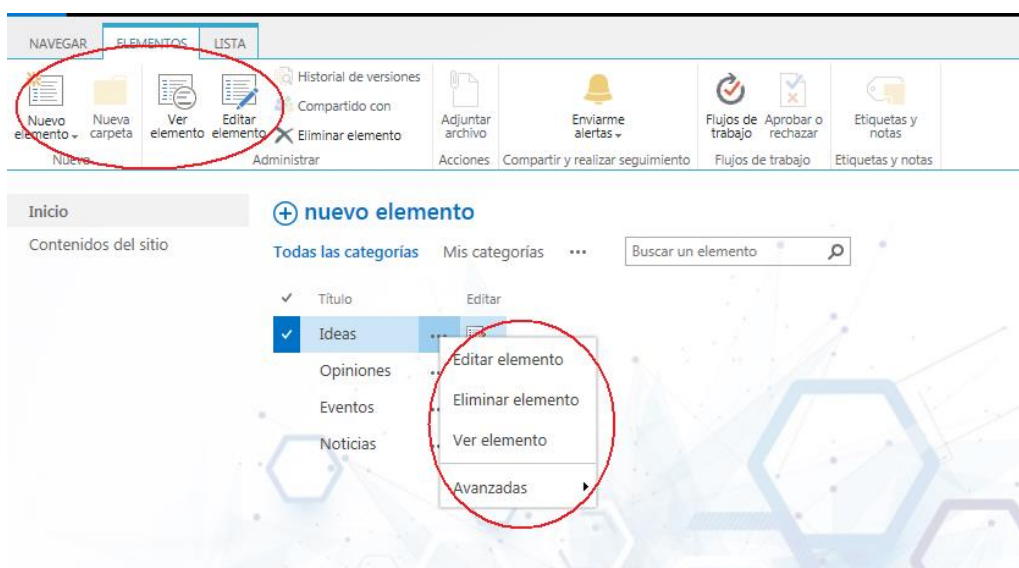 NAVEGAR ELEMENTOS LISTA
Nuevo elemento
Nueva carpeta
Ver elemento
Editar elemento
Historial de versiones
Compartido con
Eliminar elemento
Adjuntar archivo
Enviarme alertas
Flujos de trabajo
Aprobar o rechazar
Etiquetas y notas
Nuevo
Administrar
Acciones
Compartir y realizar seguimiento
Flujos de trabajo
Etiquetas y notas
Inicio
Contenidos del sitio
nuevo elemento
Todas las categorías Mis categorías ...
Buscar un elemento
Título Editar
Ideas ...
Opiniones
Eventos
Noticias
Editar elemento
Eliminar elemento
Ver elemento
Avanzadas